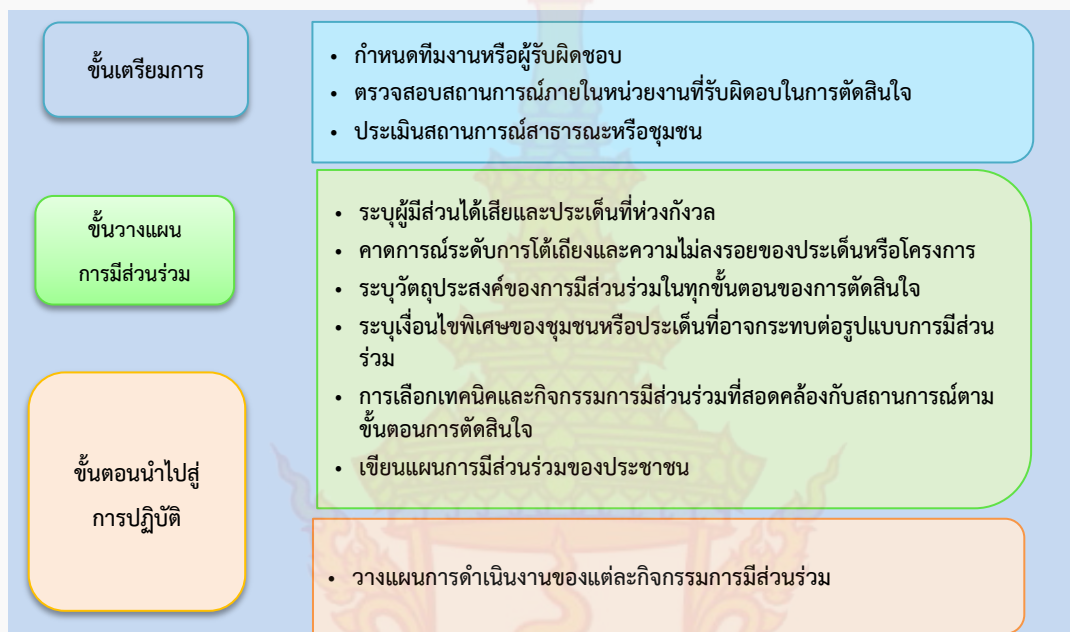 ขั้นเตรียมการ
• กำหนดทีมงานหรือผู้รับผิดชอบ
• ตรวจสอบสถานการณ์ภายในหน่วยงานที่รับผิดอบในการตัดสินใจ
• ประเมินสถานการณ์สาธารณะหรือชุมชน
ขั้นวางแผน
การมีส่วนร่วม
• ระบุผู้มีส่วนได้เสียและประเด็นที่ห่วงกังวล
• คาดการณ์ระดับการโต้เถียงและความไม่ลงรอยของประเด็นหรือโครงการ
• ระบุวัตถุประสงค์ของการมีส่วนร่วมในทุกขั้นตอนของการตัดสินใจ
• ระบุเงื่อนไขพิเศษของชุมชนหรือประเด็นที่อาจกระทบต่อรูปแบบการมีส่วน
ร่วม
• การเลือกเทคนิคและกิจกรรมการมีส่วนร่วมที่สอดคล้องกับสถานการณ์ตาม
ขั้นตอนการตัดสินใจ
• เขียนแผนการมีส่วนร่วมของประชาชน
ขั้นตอนนำไปสู่
การปฏิบัติ
• วางแผนการดำเนินงานของแต่ละกิจกรรมการมีส่วนร่วม